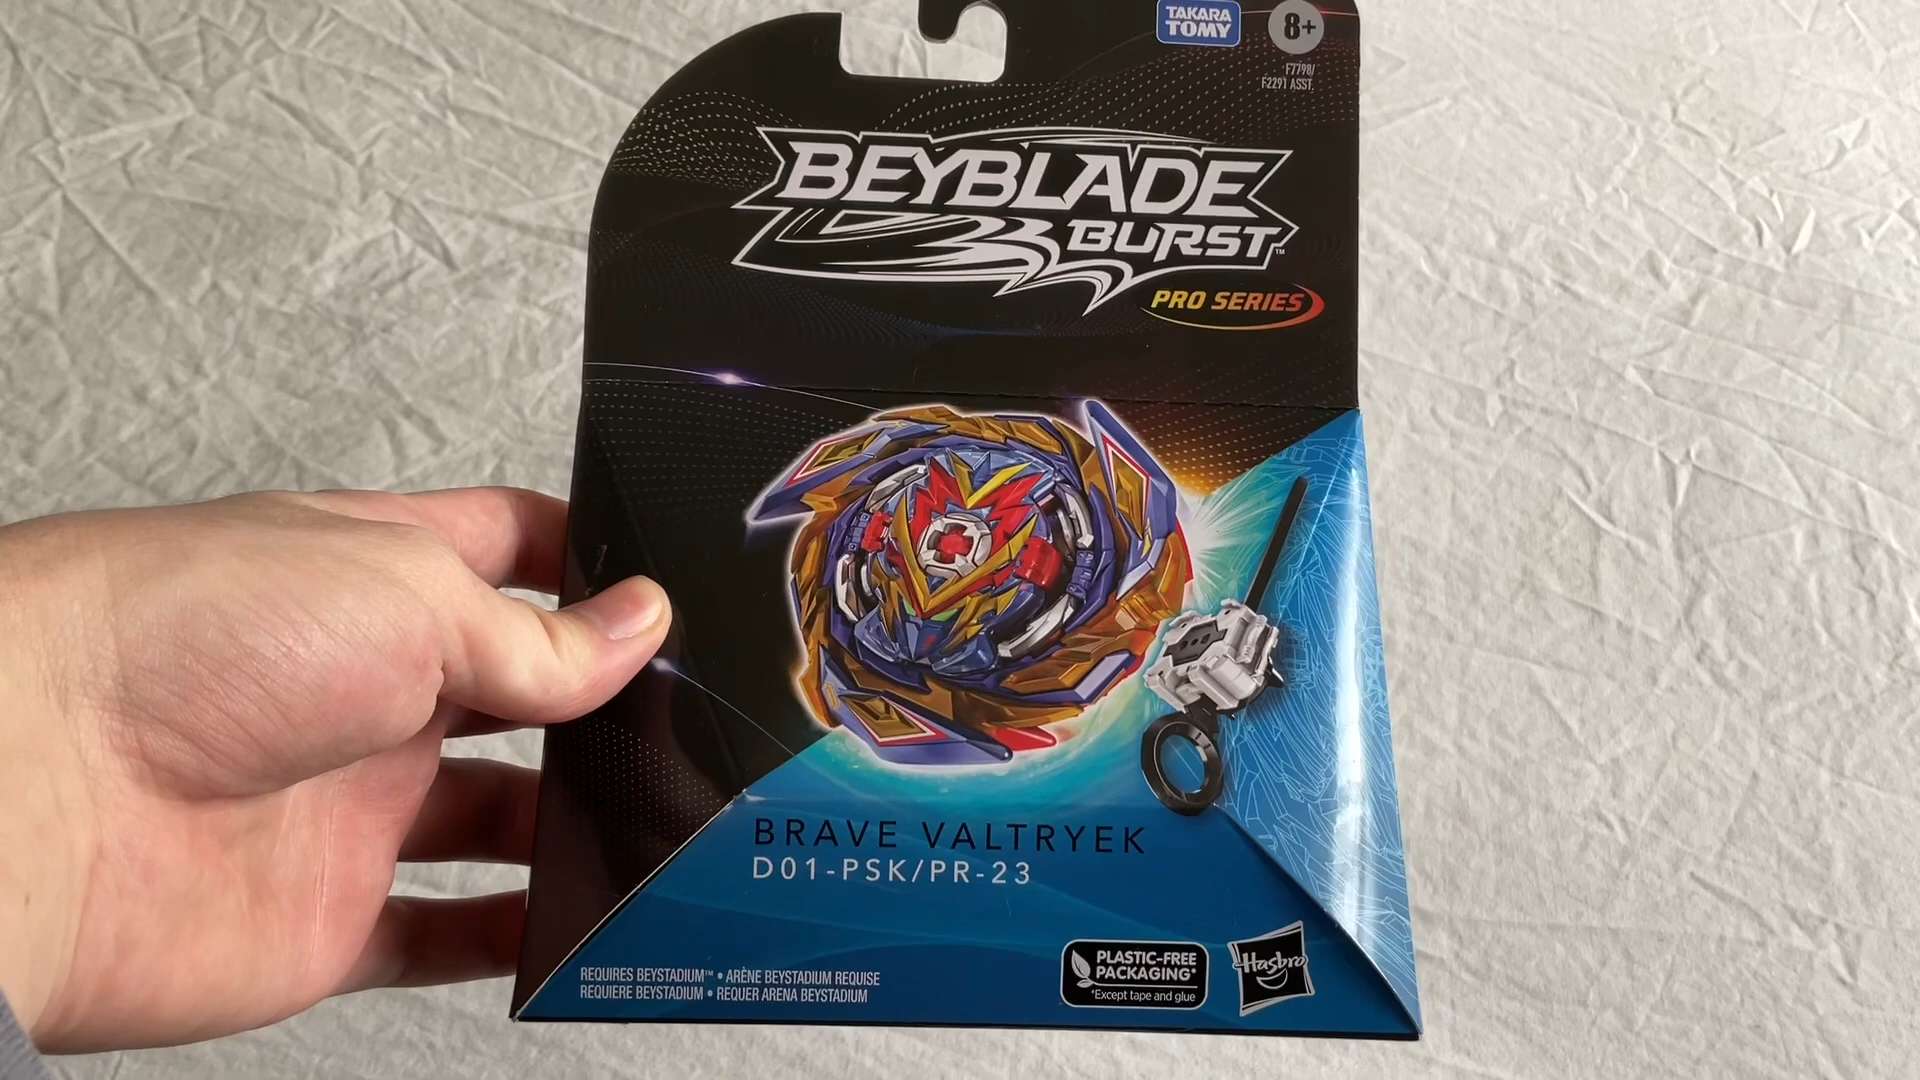 TAKARA
TOMY
8+
F7798/
F2291 ASST.
BEYBLADE
BURST™
PRO SERIES
BRAVE VALTRYEK
D01-PSK/PR-23
REQUIRES BEYSTADIUM™ • ARÈNE BEYSTADIUM REQUISE
REQUIERE BEYSTADIUM • REQUER ARENA BEYSTADIUM
PLASTIC-FREE
PACKAGING*
*Except tape and glue
Hasbro